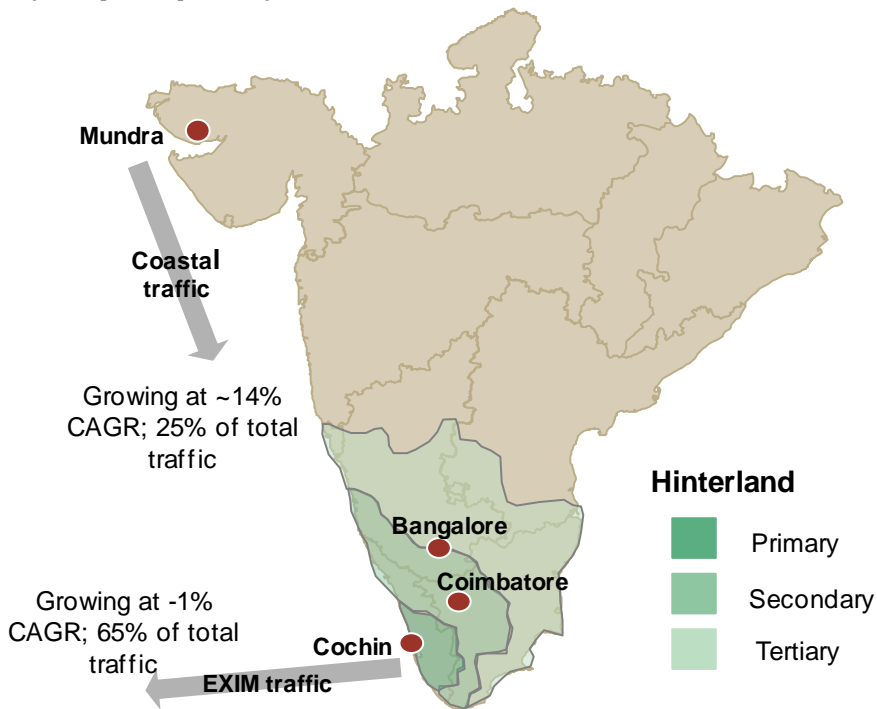 Mundra
Coastal
traffic
Growing at ~14%
CAGR; 25% of total
traffic
Hinterland
Primary
Secondary
Tertiary
Bangalore
Coimbatore
Growing at -1%
CAGR; 65% of total
traffic
Cochin
EXIM traffic